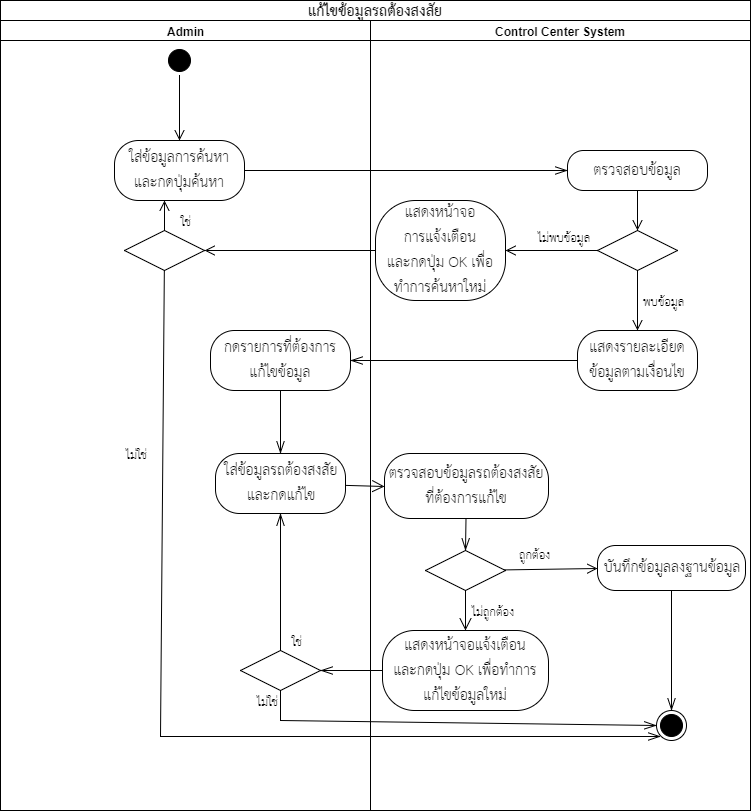 แก้ไขข้อมูลรถต้องสงสัย
Admin
Control Center System
ใส่ข้อมูลการค้นหา
และกดปุ่มค้นหา
ตรวจสอบข้อมูล
ใช่
แสดงหน้าจอ
การแจ้งเตือน
และกดปุ่ม OK เพื่อ
ทำการค้นหาใหม่
ไม่พบข้อมูล
พบข้อมูล
กดรายการที่ต้องการ
แก้ไขข้อมูล
แสดงรายละเอียด
ข้อมูลตามเงื่อนไข
ไม่ใช่
ใส่ข้อมูลรถต้องสงสัย
และกดแก้ไข
ตรวจสอบข้อมูลรถต้องสงสัย
ที่ต้องการแก้ไข
ถูกต้อง
บันทึกข้อมูลลงฐานข้อมูล
ไม่ถูกต้อง
ใช่
แสดงหน้าจอแจ้งเตือน
และกดปุ่ม OK เพื่อทำการ
แก้ไขข้อมูลใหม่
ไม่ใช่